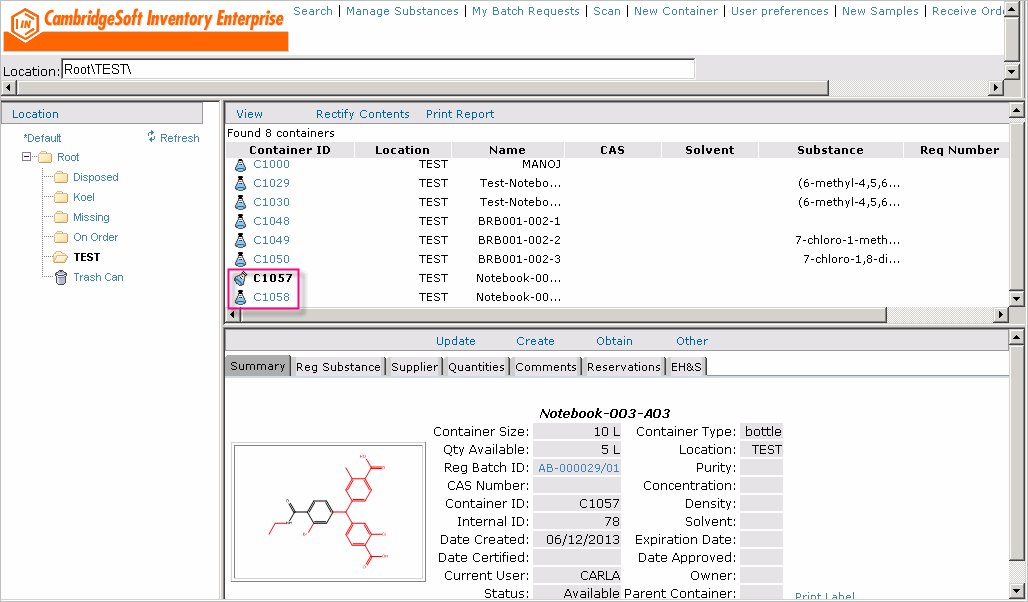 CambridgeSoft Inventory Enterprise
Search | Manage Substances | My Batch Requests | Scan | New Container | User preferences | New Samples | Receive Orde
Location: Root\TEST\
Location
*Default Refresh
Root
Disposed
Koel
Missing
On Order
TEST
Trash Can
View Rectify Contents Print Report
Found 8 containers
Container ID Location Name CAS Solvent Substance Req Number
C1000 TEST MANOJ
C1029 TEST Test-Notebo... (6-methyl-4,5,6...
C1030 TEST Test-Notebo... (6-methyl-4,5,6...
C1048 TEST BRB001-002-1
C1049 TEST BRB001-002-2 7-chloro-1-meth...
C1050 TEST BRB001-002-3 7-chloro-1,8-di...
C1057 TEST Notebook-00...
C1058 TEST Notebook-00...
Update Create Obtain Other
Summary Reg Substance Supplier Quantities Comments Reservations EH&S
Notebook-003-A03
Container Size: 10 L Container Type: bottle
Qty Available: 5 L Location: TEST
Reg Batch ID: AB-000029/01 Purity:
CAS Number: Concentration:
Container ID: C1057 Density:
Internal ID: 78 Solvent:
Date Created: 06/12/2013 Expiration Date:
Date Certified: Date Approved:
Current User: CARLA Owner:
Status: Available Parent Container:
Print Label